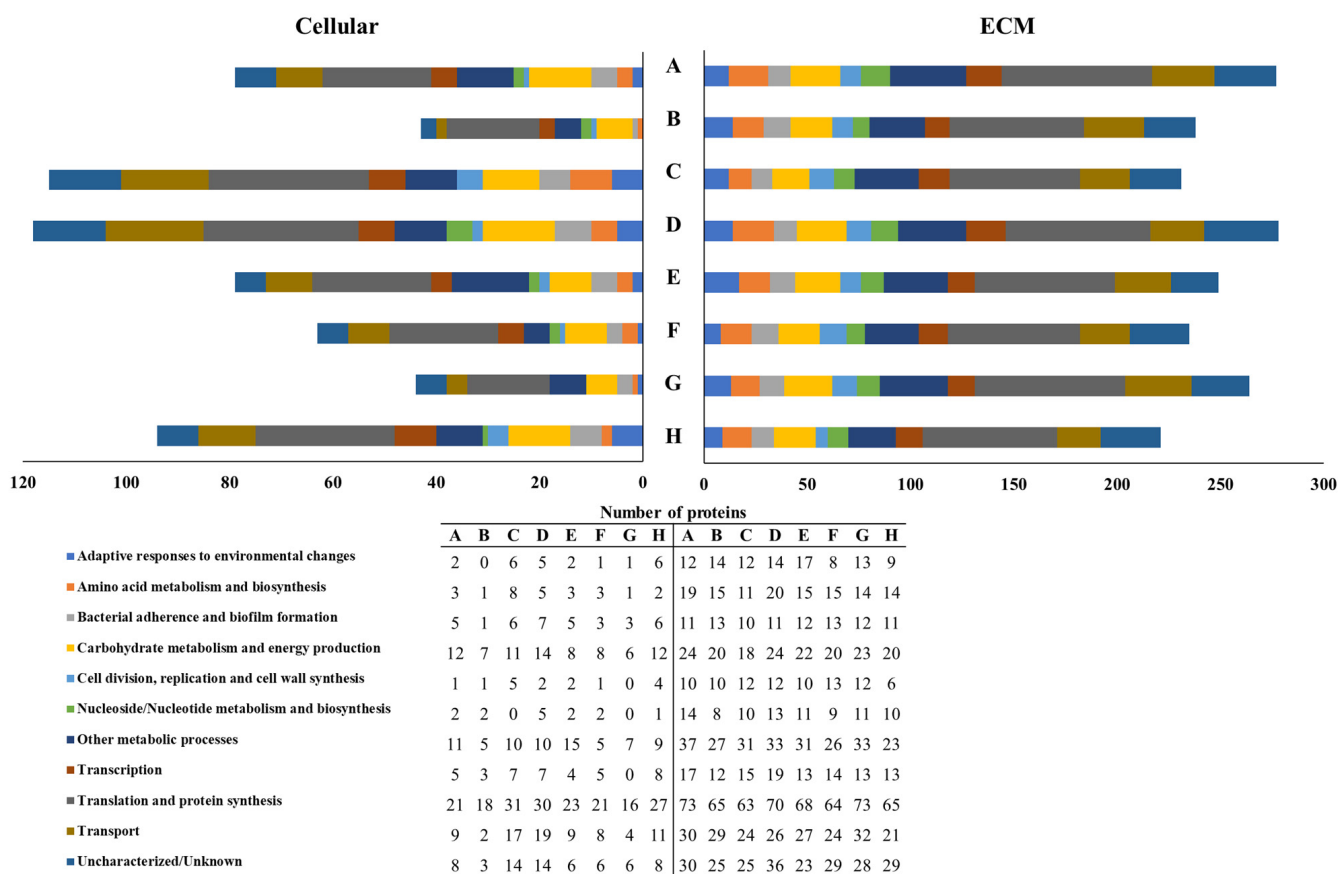 Cellular
ECM
A
B
C
D
E
F
G
H
120 100 80 60 40 20 0
0 50 100 150 200 250 300
Number of proteins
A B C D E F G H A B C D E F G H
Adaptive responses to environmental changes 2 0 6 5 2 1 1 6 12 14 12 14 17 8 13 9
Amino acid metabolism and biosynthesis 3 1 8 5 3 3 1 2 19 15 11 20 15 15 14 14
Bacterial adherence and biofilm formation 5 1 6 7 5 3 3 6 11 13 10 11 12 13 12 11
Carbohydrate metabolism and energy production 12 7 11 14 8 8 6 12 24 20 18 24 22 20 23 20
Cell division, replication and cell wall synthesis 1 1 5 2 2 1 0 4 10 10 12 12 10 13 12 6
Nucleoside/Nucleotide metabolism and biosynthesis 2 2 0 5 2 2 0 1 14 8 10 13 11 9 11 10
Other metabolic processes 11 5 10 10 15 5 7 9 37 27 31 33 31 26 33 23
Transcription 5 3 7 7 4 5 0 8 17 12 15 19 13 14 13 13
Translation and protein synthesis 21 18 31 30 23 21 16 27 73 65 63 70 68 64 73 65
Transport 9 2 17 19 9 8 4 11 30 29 24 26 27 24 32 21
Uncharacterized/Unknown 8 3 14 14 6 6 6 8 30 25 25 36 23 29 28 29